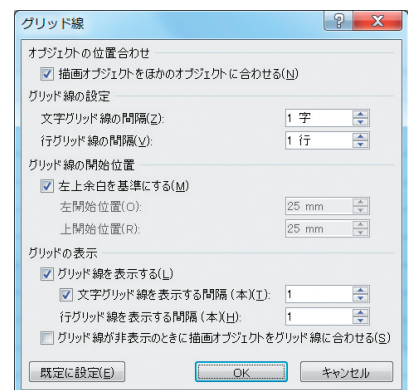 グリッド線
オブジェクトの位置合わせ
描画オブジェクトをほかのオブジェクトに合わせる(N)
グリッド線の設定
文字グリッド線の間隔(Z): 1 字
行グリッド線の間隔(V): 1 行
グリッド線の開始位置
左上余白を基準にする(M)
左開始位置(O): 25 mm
上開始位置(R): 25 mm
グリッドの表示
グリッド線を表示する(L)
文字グリッド線を表示する間隔(本)(T): 1
行グリッド線を表示する間隔(本)(H): 1
グリッド線が非表示のときに描画オブジェクトをグリッド線に合わせる(S)
既定に設定(E) OK キャンセル